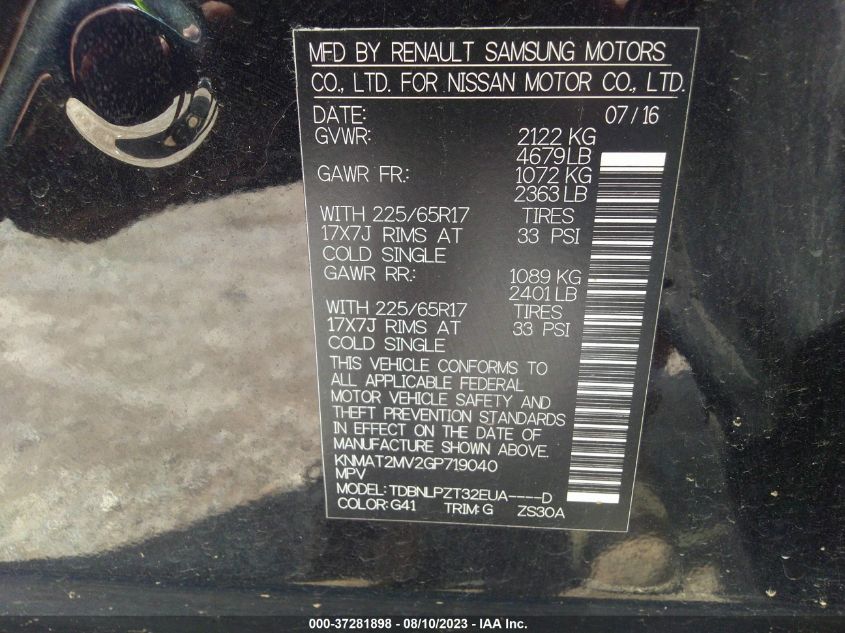 MFD BY RENAULT SAMSUNG MOTORS
CO., LTD. FOR NISSAN MOTOR CO., LTD.
DATE: 07/16
GVWR: 2122 KG
4679 LB
GAWR FR.: 1072 KG
2363 LB
WITH 225/65R17 TIRES
17X7J RIMS AT 33 PSI
COLD SINGLE
GAWR RR.: 1089 KG
2401 LB
WITH 225/65R17 TIRES
17X7J RIMS AT 33 PSI
COLD SINGLE
THIS VEHICLE CONFORMS TO
ALL APPLICABLE FEDERAL
MOTOR VEHICLE SAFETY AND
THEFT PREVENTION STANDARDS
IN EFFECT ON THE DATE OF
MANUFACTURE SHOWN ABOVE.
KNMAT2MV2GP719040
MPV
MODEL: TDBNLPZT32EUA----D
COLOR: G41 TRIM: G ZS30A
000-37281898 - 08/10/2023 - IAA Inc.